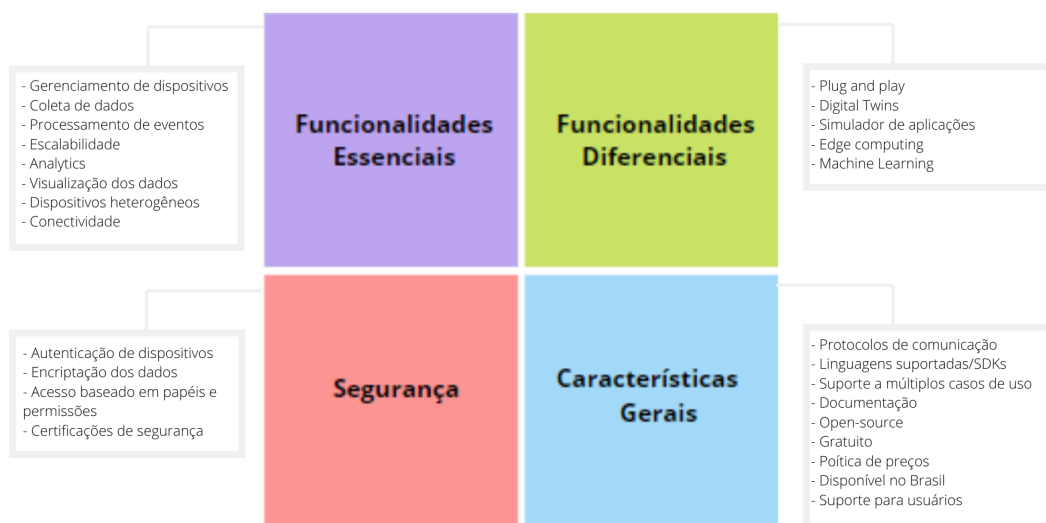 - Gerenciamento de dispositivos
- Coleta de dados
- Processamento de eventos
- Escalabilidade
- Analytics
- Visualização dos dados
- Dispositivos heterogêneos
- Conectividade
Funcionalidades
Essenciais
Funcionalidades
Diferenciais
- Plug and play
- Digital Twins
- Simulador de aplicações
- Edge computing
- Machine Learning
- Autenticação de dispositivos
- Encriptação dos dados
- Acesso baseado em papéis e
permissões
- Certificações de segurança
Segurança
Características
Gerais
- Protocolos de comunicação
- Linguagens suportadas/SDKs
- Suporte a múltiplos casos de uso
- Documentação
- Open-source
- Gratuito
- Poítica de preços
- Disponível no Brasil
- Suporte para usuários